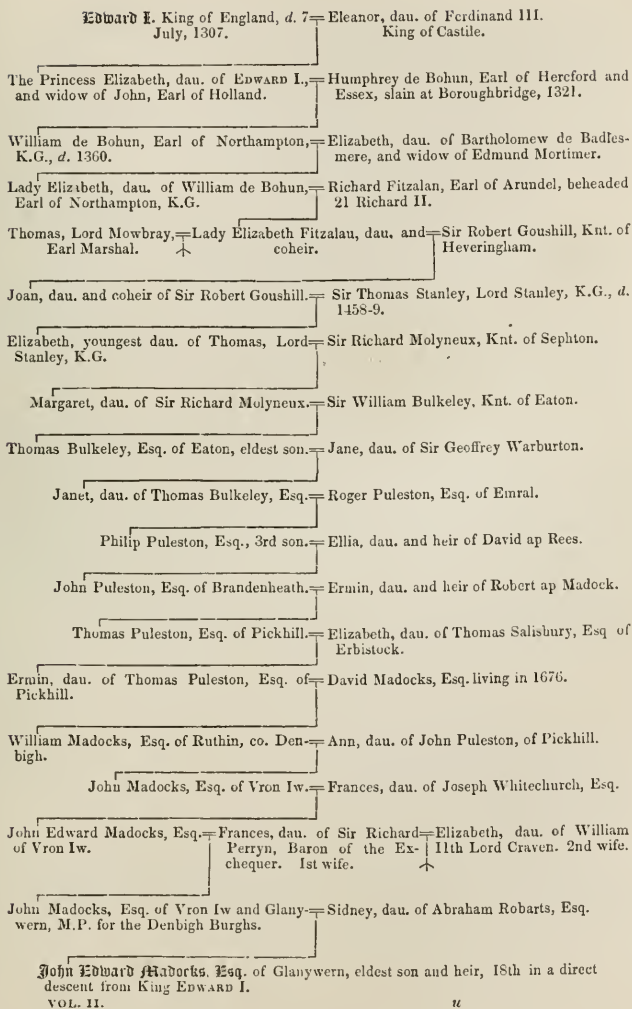 Edward I. King of England, d. 7 = Eleanor, dau. of Ferdinand III.
July, 1307. King of Castile.
The Princess Elizabeth, dau. of EDWARD I., = Humphrey de Bohun, Earl of Hereford and
and widow of John, Earl of Holland. Essex, slain at Boroughbridge, 1321.
William de Bohun, Earl of Northampton, = Elizabeth, dau. of Bartholomew de Badles-
K.G., d. 1360. mere, and widow of Edmund Mortimer.
Lady Elizabeth, dau. of William de Bohun, = Richard Fitzalan, Earl of Arundel, beheaded
Earl of Northampton, K.G. 21 Richard II.
Thomas, Lord Mowbray, = Lady Elizabeth Fitzalau, dau. and = Sir Robert Goushill, Knt. of
Earl Marshal. coheir. Heveringham.
Joan, dau. and coheir of Sir Robert Goushill. = Sir Thomas Stanley, Lord Stanley, K.G., d.
1458-9.
Elizabeth, youngest dau. of Thomas, Lord = Sir Richard Molyneux, Knt. of Sephton.
Stanley, K.G.
Margaret, dau. of Sir Richard Molyneux. = Sir William Bulkeley, Knt. of Eaton.
Thomas Bulkeley, Esq. of Eaton, eldest son. = Jane, dau. of Sir Geoffrey Warburton.
Janet, dau. of Thomas Bulkeley, Esq. = Roger Puleston, Esq. of Emral.
Philip Puleston, Esq., 3rd son. = Ellia, dau. and heir of David ap Rees.
John Puleston, Esq. of Brandenheath. = Ermin, dau. and heir of Robert ap Madock.
Thomas Puleston, Esq. of Pickhill. = Elizabeth, dau. of Thomas Salisbury, Esq of
Erbistock.
Ermin, dau. of Thomas Puleston, Esq. of = David Madocks, Esq. living in 1676.
Pickhill.
William Madocks, Esq. of Ruthin, co. Den- = Ann, dau. of John Puleston, of Pickhill.
bigh.
John Madocks, Esq. of Vron Iw. = Frances, dau. of Joseph Whitechurch, Esq.
John Edward Madocks, Esq. = Frances, dau. of Sir Richard = Elizabeth, dau. of William
of Vron Iw. Perryn, Baron of the Ex- 11th Lord Craven. 2nd wife.
chequer. 1st wife.
John Madocks, Esq. of Vron Iw and Glany- = Sidney, dau. of Abraham Robarts, Esq.
wern, M.P. for the Denbigh Burghs.
John Edward Madocks, Esq. of Glanywern, eldest son and heir, 18th in a direct
descent from King EDWARD I.
VOL. II. u